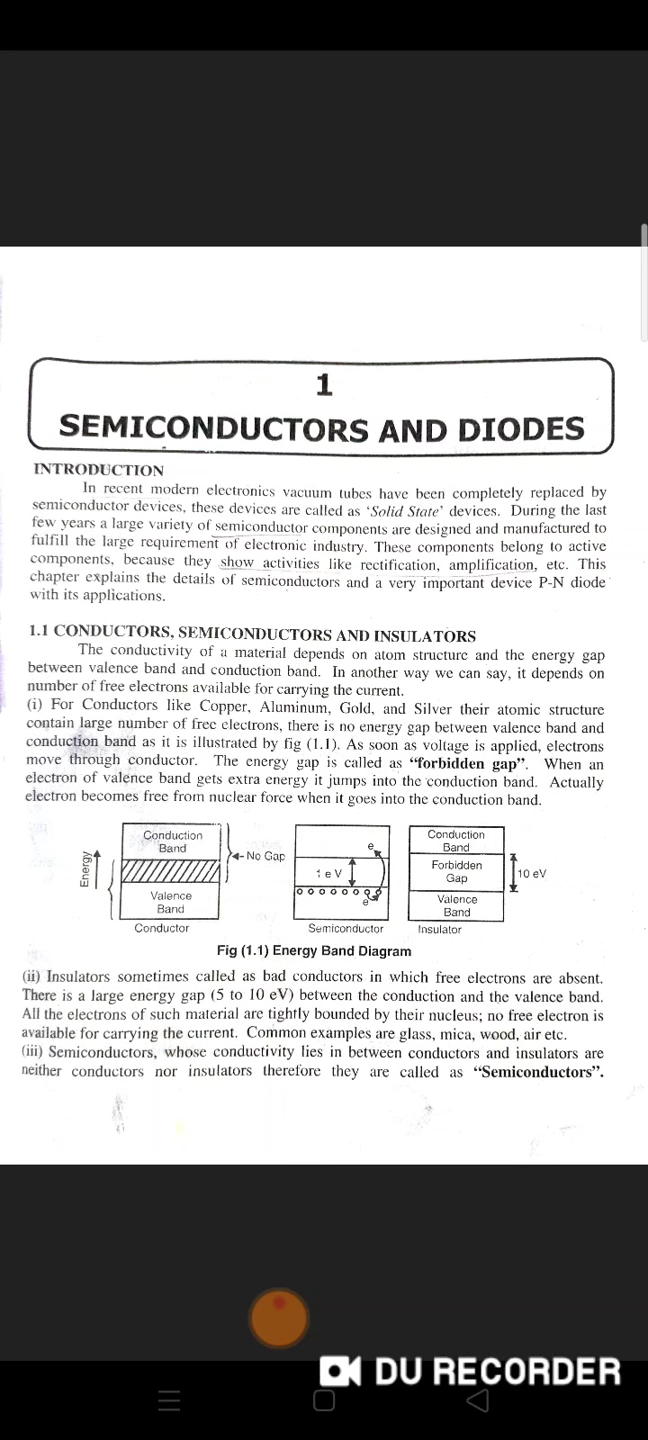 1
SEMICONDUCTORS AND DIODES
INTRODUCTION
In recent modern electronics vacuum tubes have been completely replaced by
semiconductor devices, these devices are called as ‘Solid State’ devices. During the last
few years a large variety of semiconductor components are designed and manufactured to
fulfill the large requirement of electronic industry. These components belong to active
components, because they show activities like rectification, amplification, etc. This
chapter explains the details of semiconductors and a very important device P-N diode
with its applications.
1.1 CONDUCTORS, SEMICONDUCTORS AND INSULATORS
The conductivity of a material depends on atom structure and the energy gap
between valence band and conduction band. In another way we can say, it depends on
number of free electrons available for carrying the current.
(i) For Conductors like Copper, Aluminum, Gold, and Silver their atomic structure
contain large number of free electrons, there is no energy gap between valence band and
conduction band as it is illustrated by fig (1.1). As soon as voltage is applied, electrons
move through conductor. The energy gap is called as “forbidden gap”. When an
electron of valence band gets extra energy it jumps into the conduction band. Actually
electron becomes free from nuclear force when it goes into the conduction band.
Energy
Conduction
Band
No Gap
Valence
Band
Conductor
e
1 eV
e
Semiconductor
Conduction
Band
Forbidden
Gap
10 eV
Valence
Band
Insulator
Fig (1.1) Energy Band Diagram
(ii) Insulators sometimes called as bad conductors in which free electrons are absent.
There is a large energy gap (5 to 10 eV) between the conduction and the valence band.
All the electrons of such material are tightly bounded by their nucleus; no free electron is
available for carrying the current. Common examples are glass, mica, wood, air etc.
(iii) Semiconductors, whose conductivity lies in between conductors and insulators are
neither conductors nor insulators therefore they are called as “Semiconductors”.
DU RECORDER